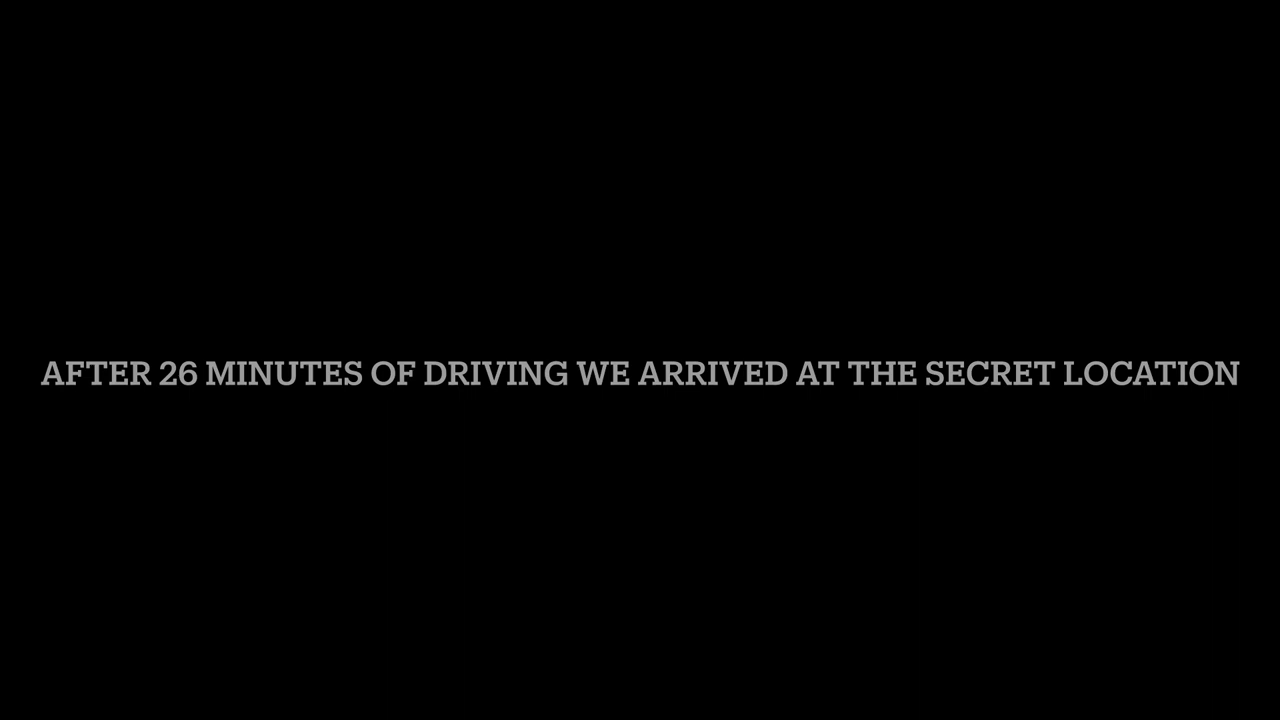 AFTER 26 MINUTES OF DRIVING WE ARRIVED AT THE SECRET LOCATION